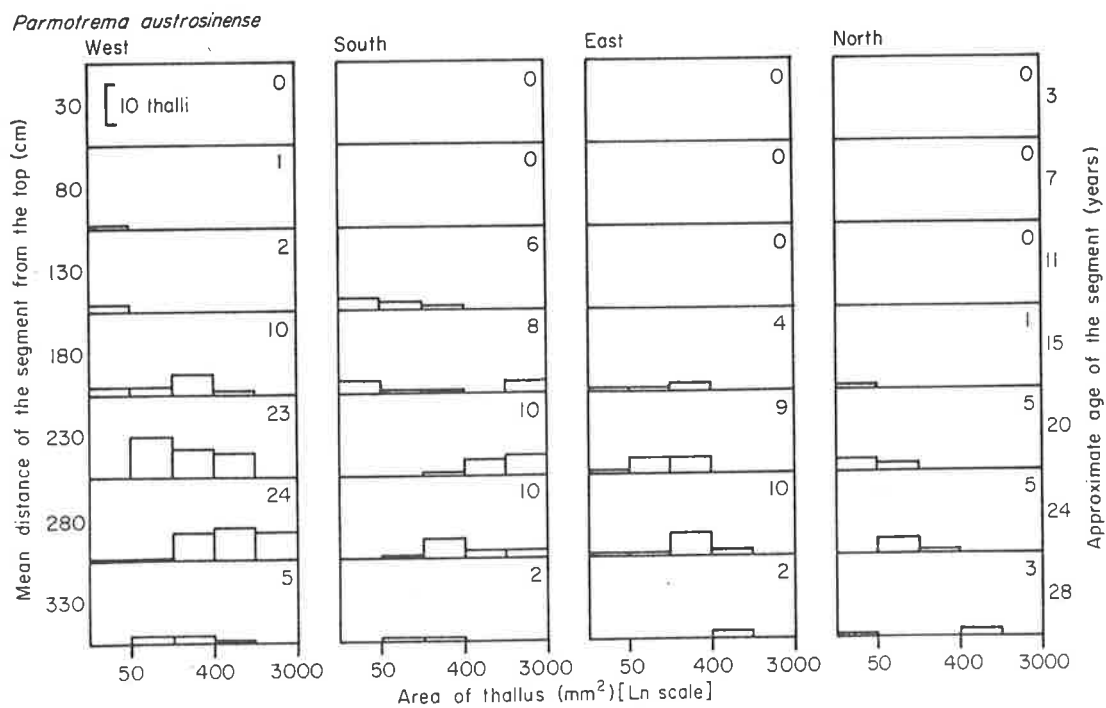 Parmotrema austrosinense
West South East North
Mean distance of the segment from the top (cm)
Approximate age of the segment (years)
10 thalli
30 0 0 0 0 3
80 1 0 0 0 7
130 2 6 0 0 11
180 10 8 4 1 15
230 23 10 9 5 20
280 24 10 10 5 24
330 5 2 2 3 28
50 400 3000 50 400 3000 50 400 3000 50 400 3000
Area of thallus (mm²)[Ln scale]